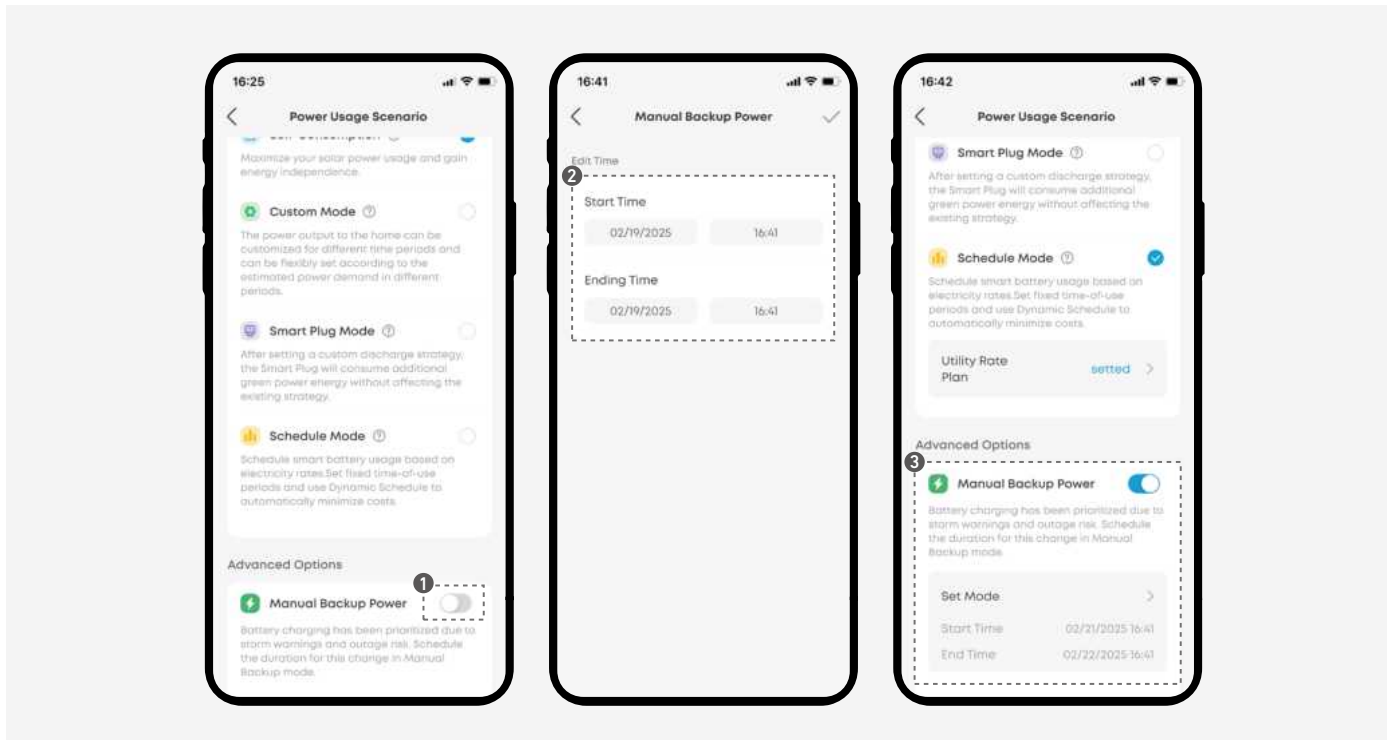 16:25
Power Usage Scenario
Self-Consumption
Maximize your solar power usage and gain
energy independence.
Custom Mode ?
The power output to the home can be
customized for different time periods and
can be flexibly set according to the
estimated power demand in different
periods.
Smart Plug Mode ?
After setting a custom discharge strategy,
the Smart Plug will consume additional
green power energy without affecting the
existing strategy.
Schedule Mode ?
Schedule smart battery usage based on
electricity rates.Set fixed time-of-use
periods and use Dynamic Schedule to
automatically minimize costs.
Advanced Options
1
Manual Backup Power
Battery charging has been prioritized due to
storm warnings and outage risk. Schedule
the duration for this change in Manual
Backup mode.
16:41
Manual Backup Power
Edit Time
2
Start Time
02/19/2025 16:41
Ending Time
02/19/2025 16:41
16:42
Power Usage Scenario
Smart Plug Mode ?
After setting a custom discharge strategy,
the Smart Plug will consume additional
green power energy without affecting the
existing strategy.
Schedule Mode ?
Schedule smart battery usage based on
electricity rates.Set fixed time-of-use
periods and use Dynamic Schedule to
automatically minimize costs.
Utility Rate
Plan
setted
Advanced Options
3
Manual Backup Power
Battery charging has been prioritized due to
storm warnings and outage risk. Schedule
the duration for this change in Manual
Backup mode.
Set Mode
Start Time 02/21/2025 16:41
End Time 02/22/2025 16:41